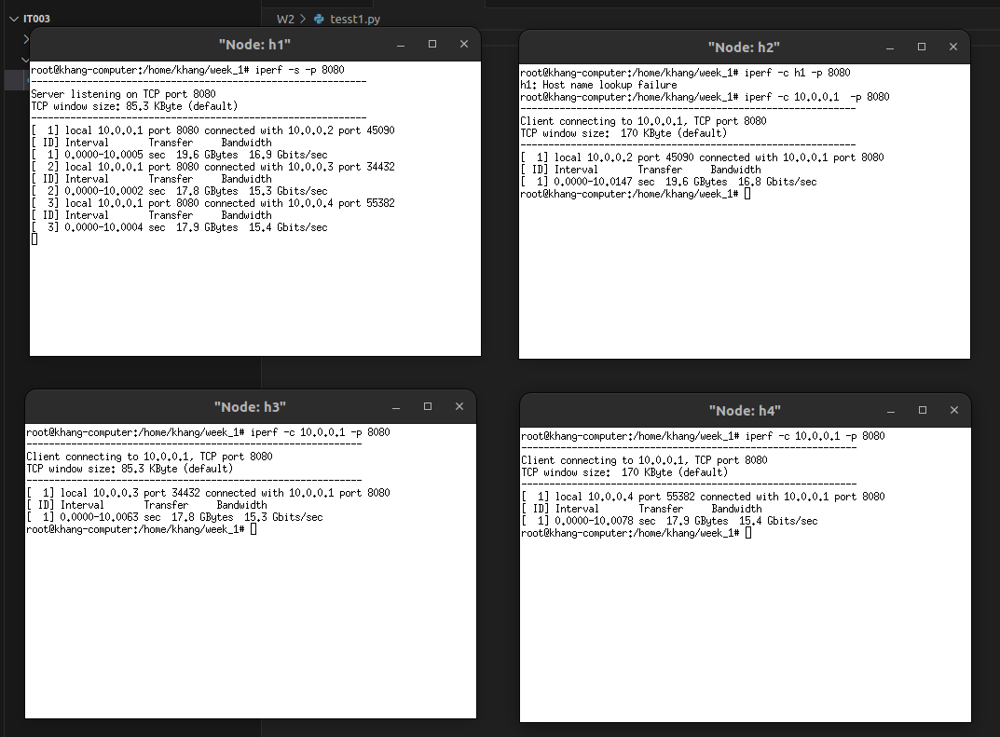 IT003
W2 > tesst1.py
"Node: h1"
root@khang-computer:/home/khang/week_1# iperf -s -p 8080
------------------------------------------------------------
Server listening on TCP port 8080
TCP window size: 85.3 KByte (default)
------------------------------------------------------------
[  1] local 10.0.0.1 port 8080 connected with 10.0.0.2 port 45090
[ ID] Interval       Transfer     Bandwidth
[  1] 0.0000-10.0005 sec  19.6 GBytes  16.9 Gbits/sec
[  2] local 10.0.0.1 port 8080 connected with 10.0.0.3 port 34432
[ ID] Interval       Transfer     Bandwidth
[  2] 0.0000-10.0002 sec  17.8 GBytes  15.3 Gbits/sec
[  3] local 10.0.0.1 port 8080 connected with 10.0.0.4 port 55382
[ ID] Interval       Transfer     Bandwidth
[  3] 0.0000-10.0004 sec  17.9 GBytes  15.4 Gbits/sec
"Node: h2"
root@khang-computer:/home/khang/week_1# iperf -c h1 -p 8080
h1: Host name lookup failure
root@khang-computer:/home/khang/week_1# iperf -c 10.0.0.1  -p 8080
------------------------------------------------------------
Client connecting to 10.0.0.1, TCP port 8080
TCP window size:  170 KByte (default)
------------------------------------------------------------
[  1] local 10.0.0.2 port 45090 connected with 10.0.0.1 port 8080
[ ID] Interval       Transfer     Bandwidth
[  1] 0.0000-10.0147 sec  19.6 GBytes  16.8 Gbits/sec
root@khang-computer:/home/khang/week_1#
"Node: h3"
root@khang-computer:/home/khang/week_1# iperf -c 10.0.0.1 -p 8080
------------------------------------------------------------
Client connecting to 10.0.0.1, TCP port 8080
TCP window size: 85.3 KByte (default)
------------------------------------------------------------
[  1] local 10.0.0.3 port 34432 connected with 10.0.0.1 port 8080
[ ID] Interval       Transfer     Bandwidth
[  1] 0.0000-10.0063 sec  17.8 GBytes  15.3 Gbits/sec
root@khang-computer:/home/khang/week_1#
"Node: h4"
root@khang-computer:/home/khang/week_1# iperf -c 10.0.0.1 -p 8080
------------------------------------------------------------
Client connecting to 10.0.0.1, TCP port 8080
TCP window size:  170 KByte (default)
------------------------------------------------------------
[  1] local 10.0.0.4 port 55382 connected with 10.0.0.1 port 8080
[ ID] Interval       Transfer     Bandwidth
[  1] 0.0000-10.0078 sec  17.9 GBytes  15.4 Gbits/sec
root@khang-computer:/home/khang/week_1#